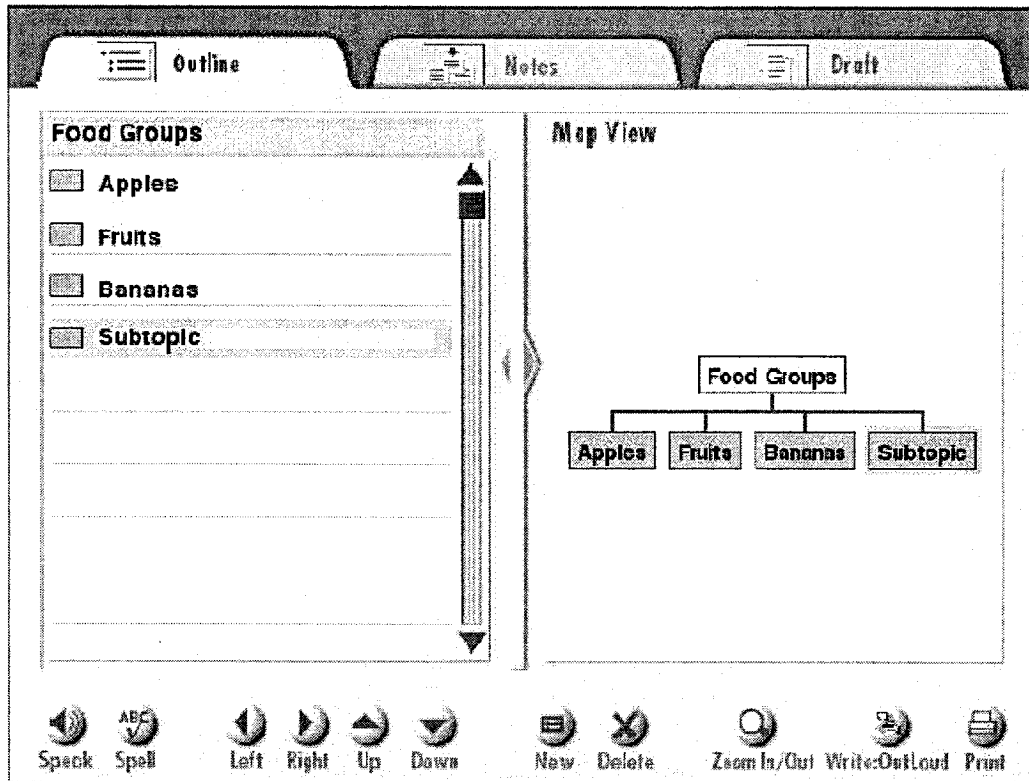 Outline
Notes
Draft
Food Groups
Apples
Fruits
Bananas
Subtopic
Map View
Food Groups
Apples Fruits Bananas Subtopic
ABC
Speak Spell Left Right Up Down New Delete Zoom In/Out Write:OutLoud Print